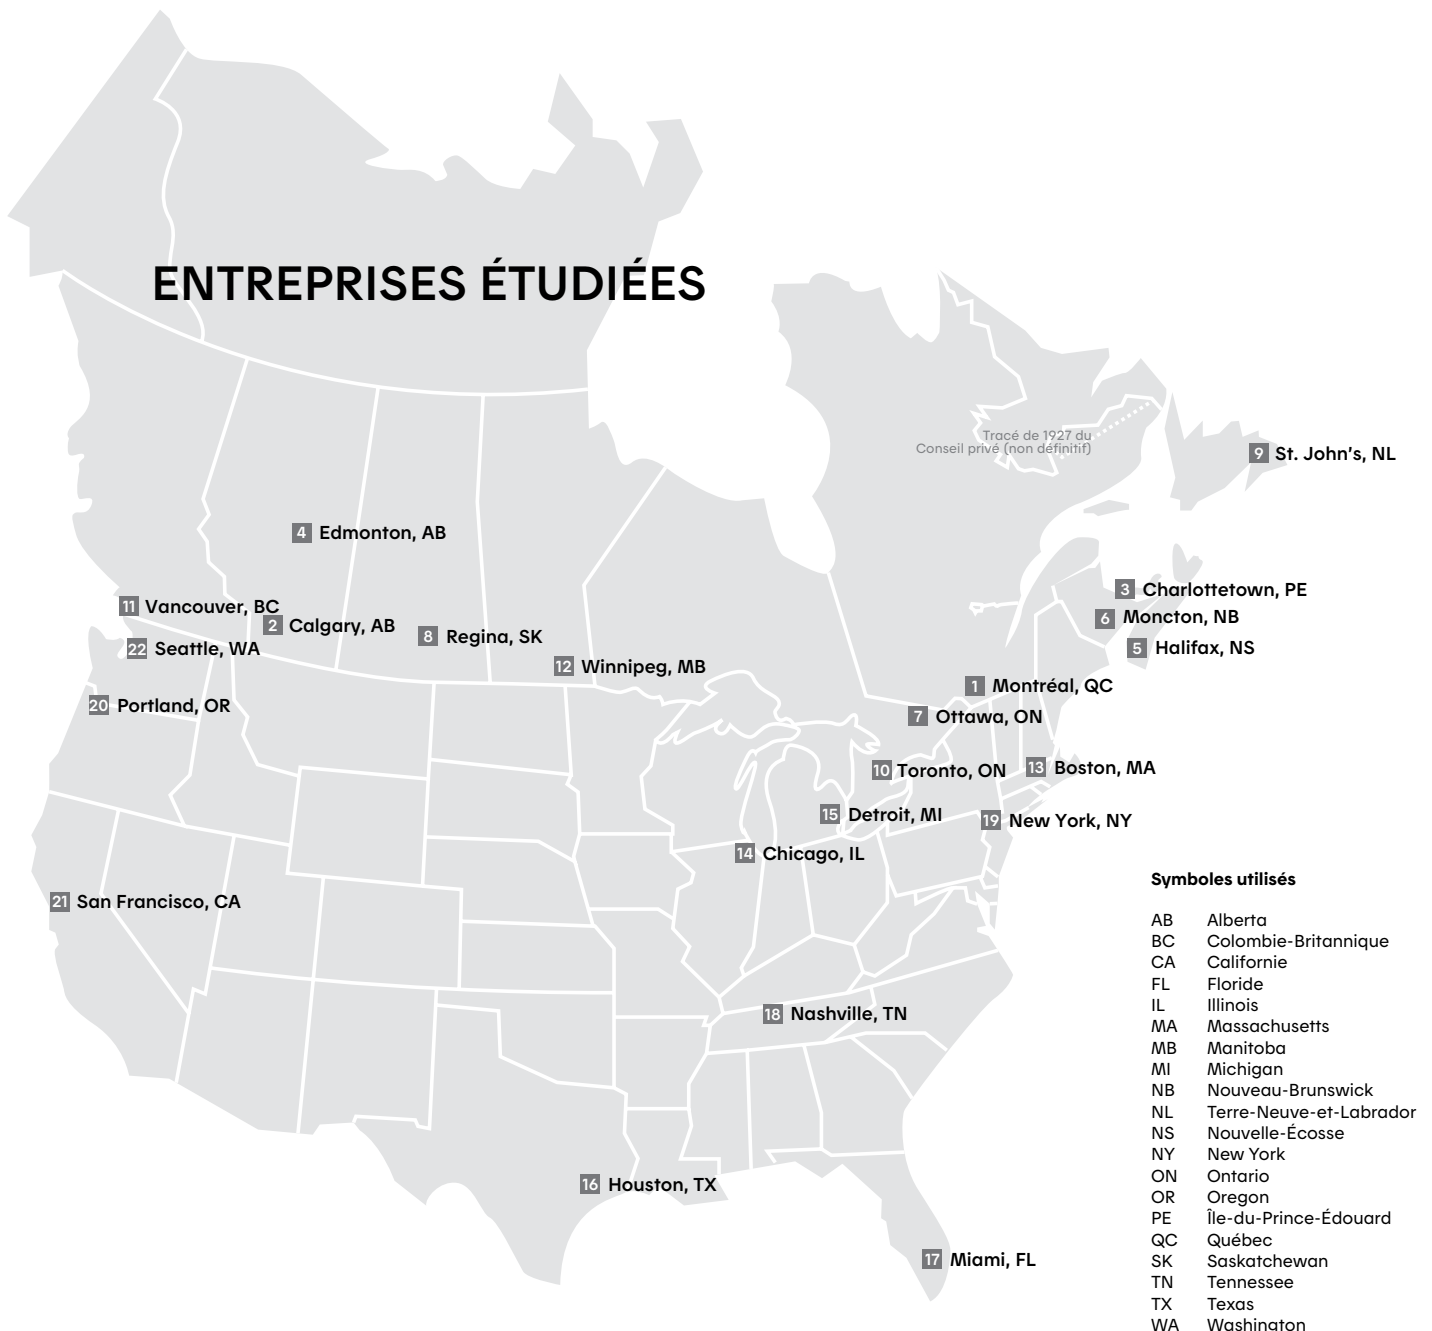 ENTREPRISES ÉTUDIÉES
Tracé de 1927 du
Conseil privé (non définitif)
9 St. John's, NL
4 Edmonton, AB
3 Charlottetown, PE
11 Vancouver, BC
6 Moncton, NB
2 Calgary, AB
8 Regina, SK
22 Seattle, WA
5 Halifax, NS
12 Winnipeg, MB
1 Montréal, QC
20 Portland, OR
7 Ottawa, ON
10 Toronto, ON
13 Boston, MA
15 Detroit, MI
19 New York, NY
14 Chicago, IL
21 San Francisco, CA
18 Nashville, TN
16 Houston, TX
17 Miami, FL
Symboles utilisés
AB Alberta
BC Colombie-Britannique
CA Californie
FL Floride
IL Illinois
MA Massachusetts
MB Manitoba
MI Michigan
NB Nouveau-Brunswick
NL Terre-Neuve-et-Labrador
NS Nouvelle-Écosse
NY New York
ON Ontario
OR Oregon
PE Île-du-Prince-Édouard
QC Québec
SK Saskatchewan
TN Tennessee
TX Texas
WA Washington